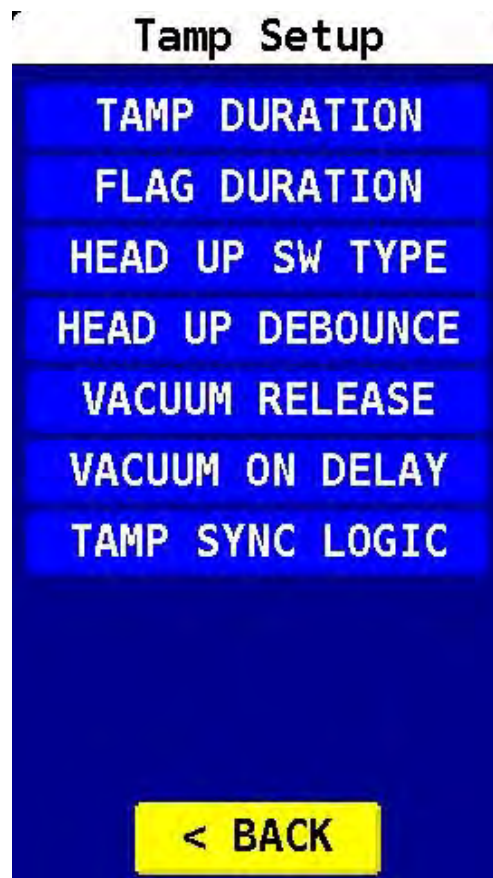 Tamp Setup
TAMP DURATION
FLAG DURATION
HEAD UP SW TYPE
HEAD UP DEBOUNCE
VACUUM RELEASE
VACUUM ON DELAY
TAMP SYNC LOGIC
< BACK